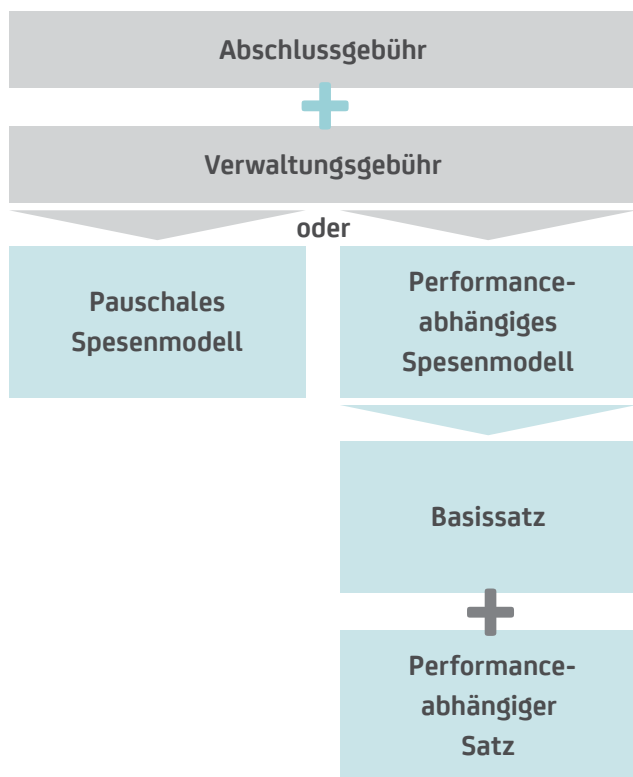 Abschlussgebühr
Verwaltungsgebühr
oder
Pauschales
Spesenmodell
Performance-
abhängiges
Spesenmodell
Basissatz
Performance-
abhängiger
Satz